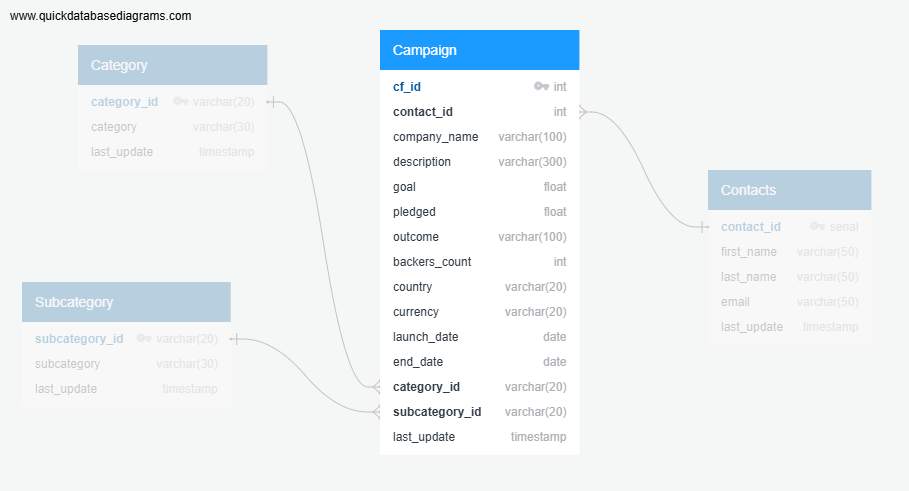 www.quickdatabasediagrams.com
Category
category_id varchar(20)
category varchar(30)
last_update timestamp
Subcategory
subcategory_id varchar(20)
subcategory varchar(30)
last_update timestamp
Campaign
cf_id int
contact_id int
company_name varchar(100)
description varchar(300)
goal float
pledged float
outcome varchar(100)
backers_count int
country varchar(20)
currency varchar(20)
launch_date date
end_date date
category_id varchar(20)
subcategory_id varchar(20)
last_update timestamp
Contacts
contact_id serial
first_name varchar(50)
last_name varchar(50)
email varchar(50)
last_update timestamp